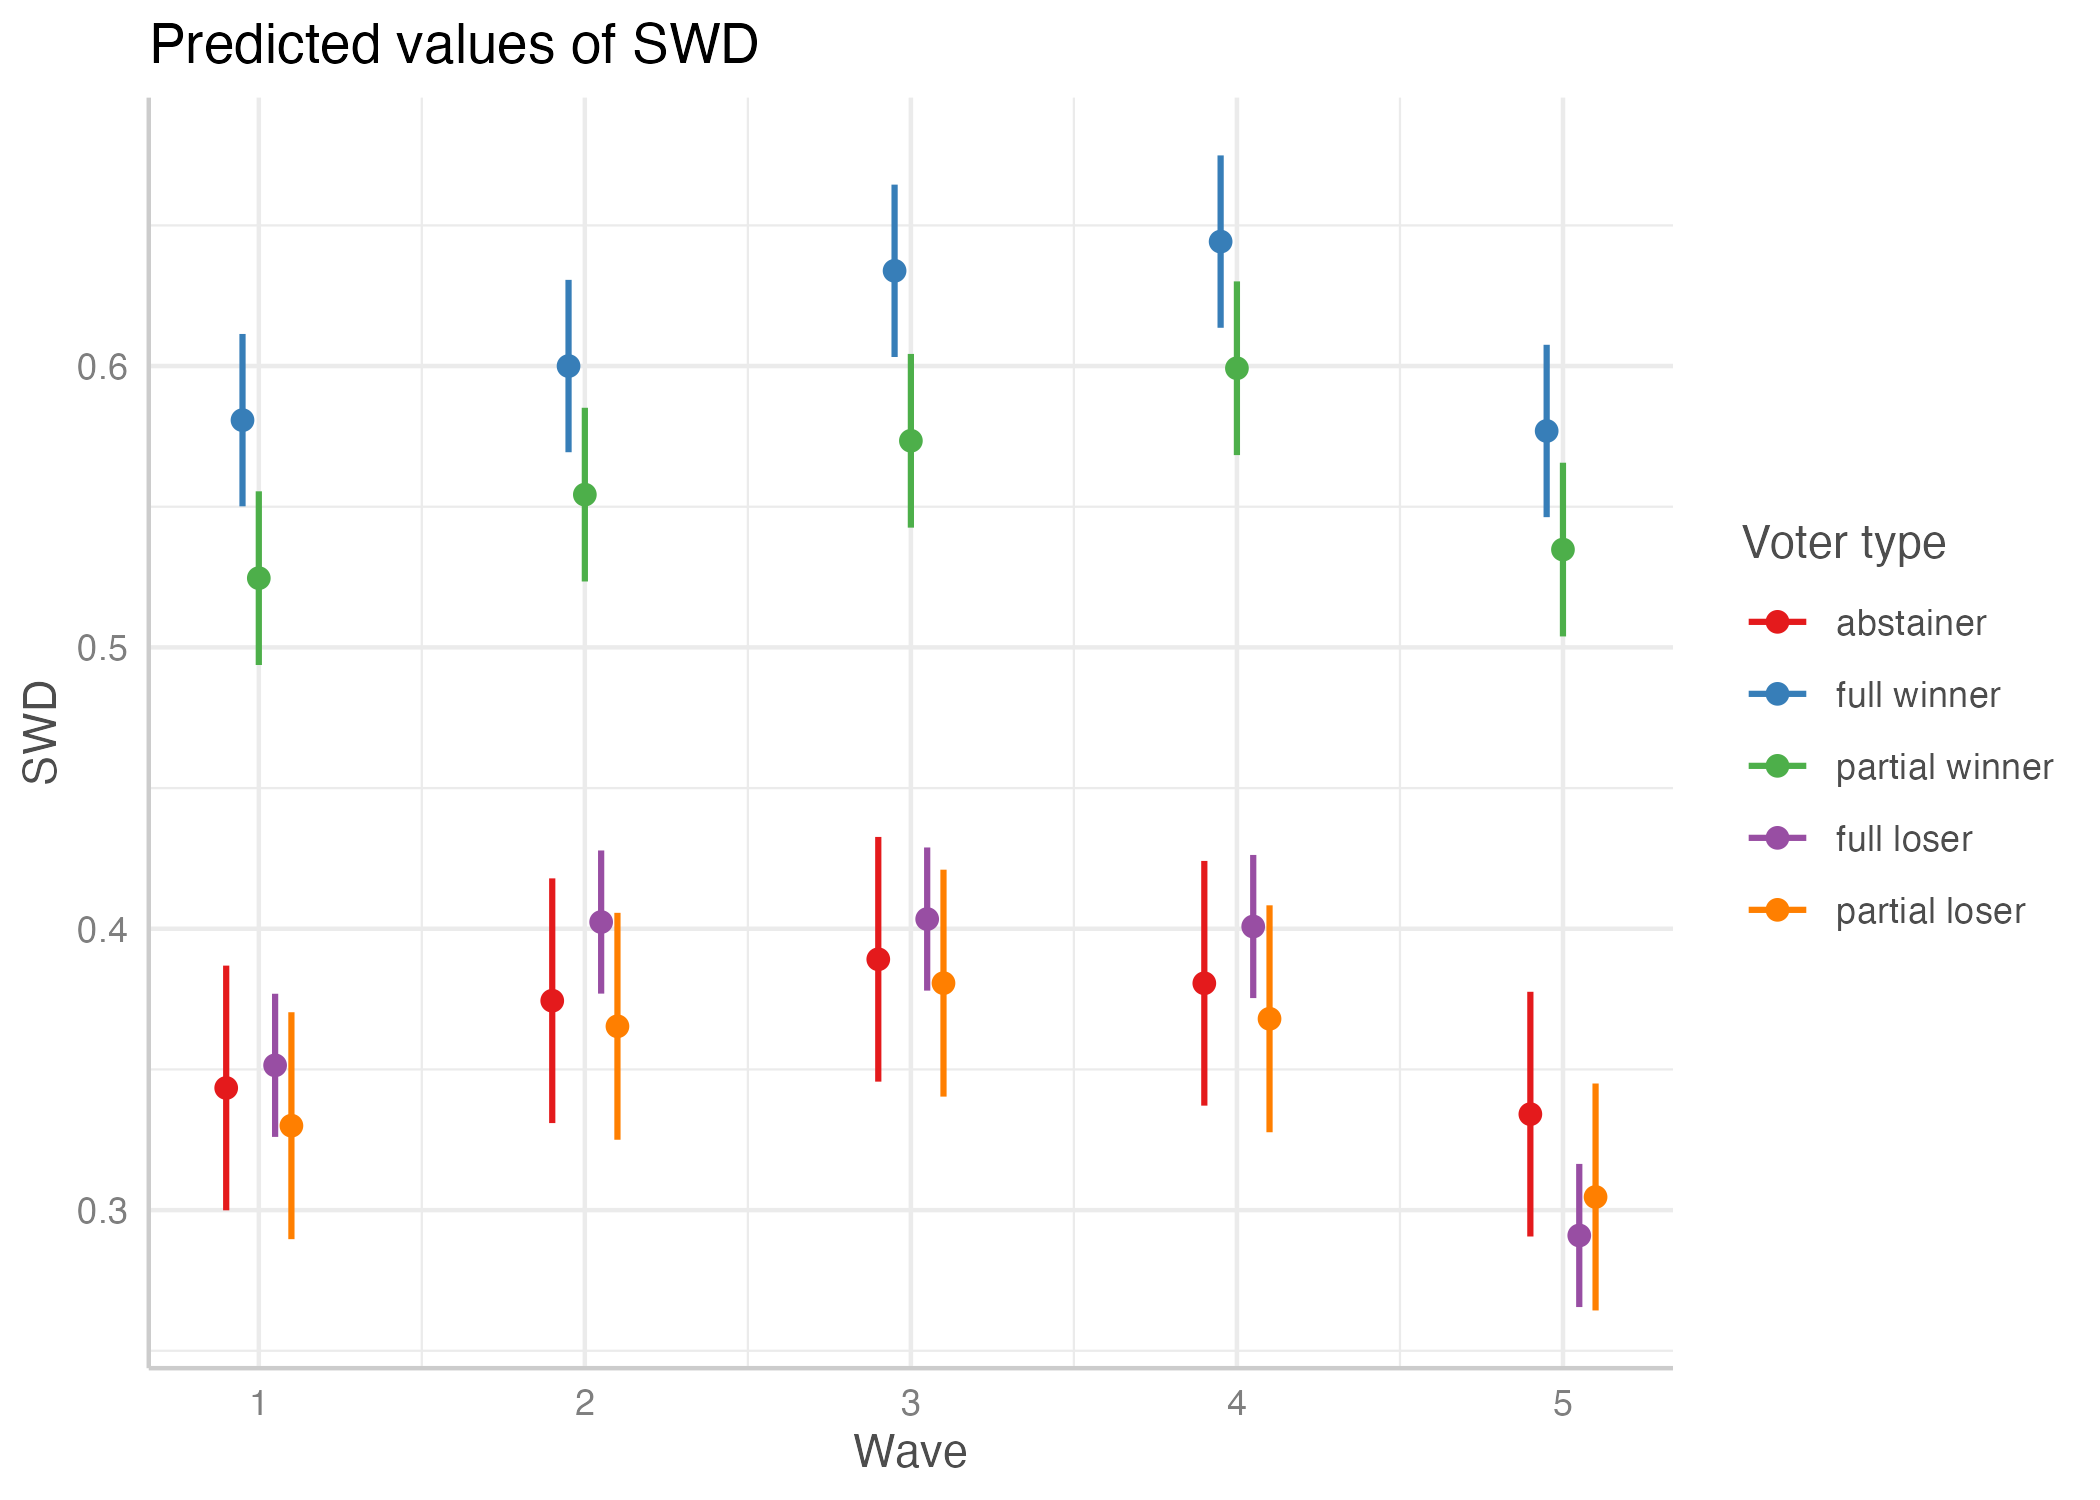 Predicted values of SWD
SWD
0.6
0.5
0.4
0.3
1 2 3 4 5
Wave
Voter type
abstainer
full winner
partial winner
full loser
partial loser